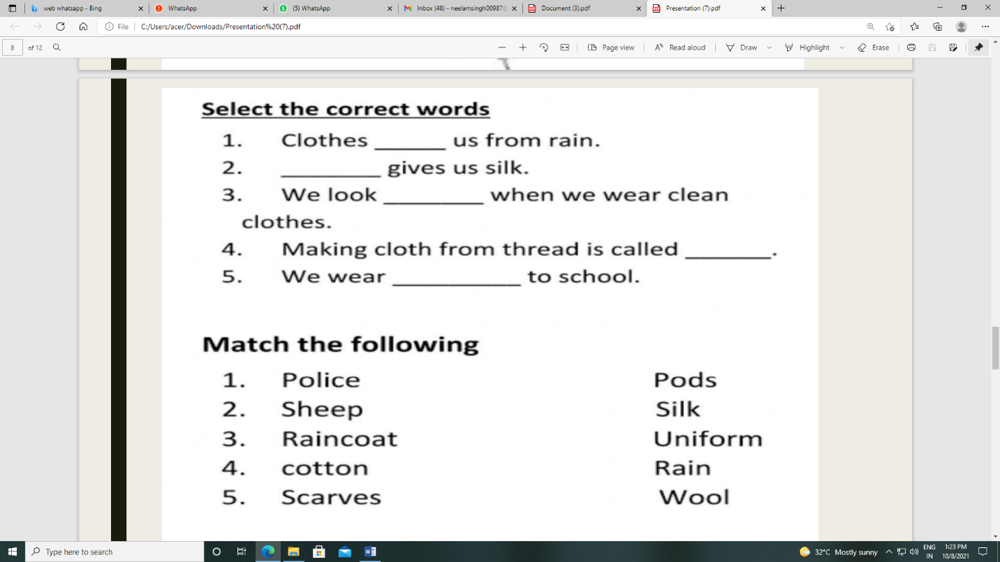 web whatsapp - Bing
WhatsApp
(5) WhatsApp
Inbox (48) - neelamsingh00987@
Document (3).pdf
Presentation (7).pdf
File
C:/Users/acer/Downloads/Presentation%20(7).pdf
8 of 12
Page view
Read aloud
Draw
Highlight
Erase
Select the correct words
1. Clothes ______ us from rain.
2. ________ gives us silk.
3. We look ________ when we wear clean
clothes.
4. Making cloth from thread is called _______.
5. We wear __________ to school.
Match the following
1. Police Pods
2. Sheep Silk
3. Raincoat Uniform
4. cotton Rain
5. Scarves Wool
Type here to search
32°C Mostly sunny
ENG
IN
1:23 PM
10/8/2021